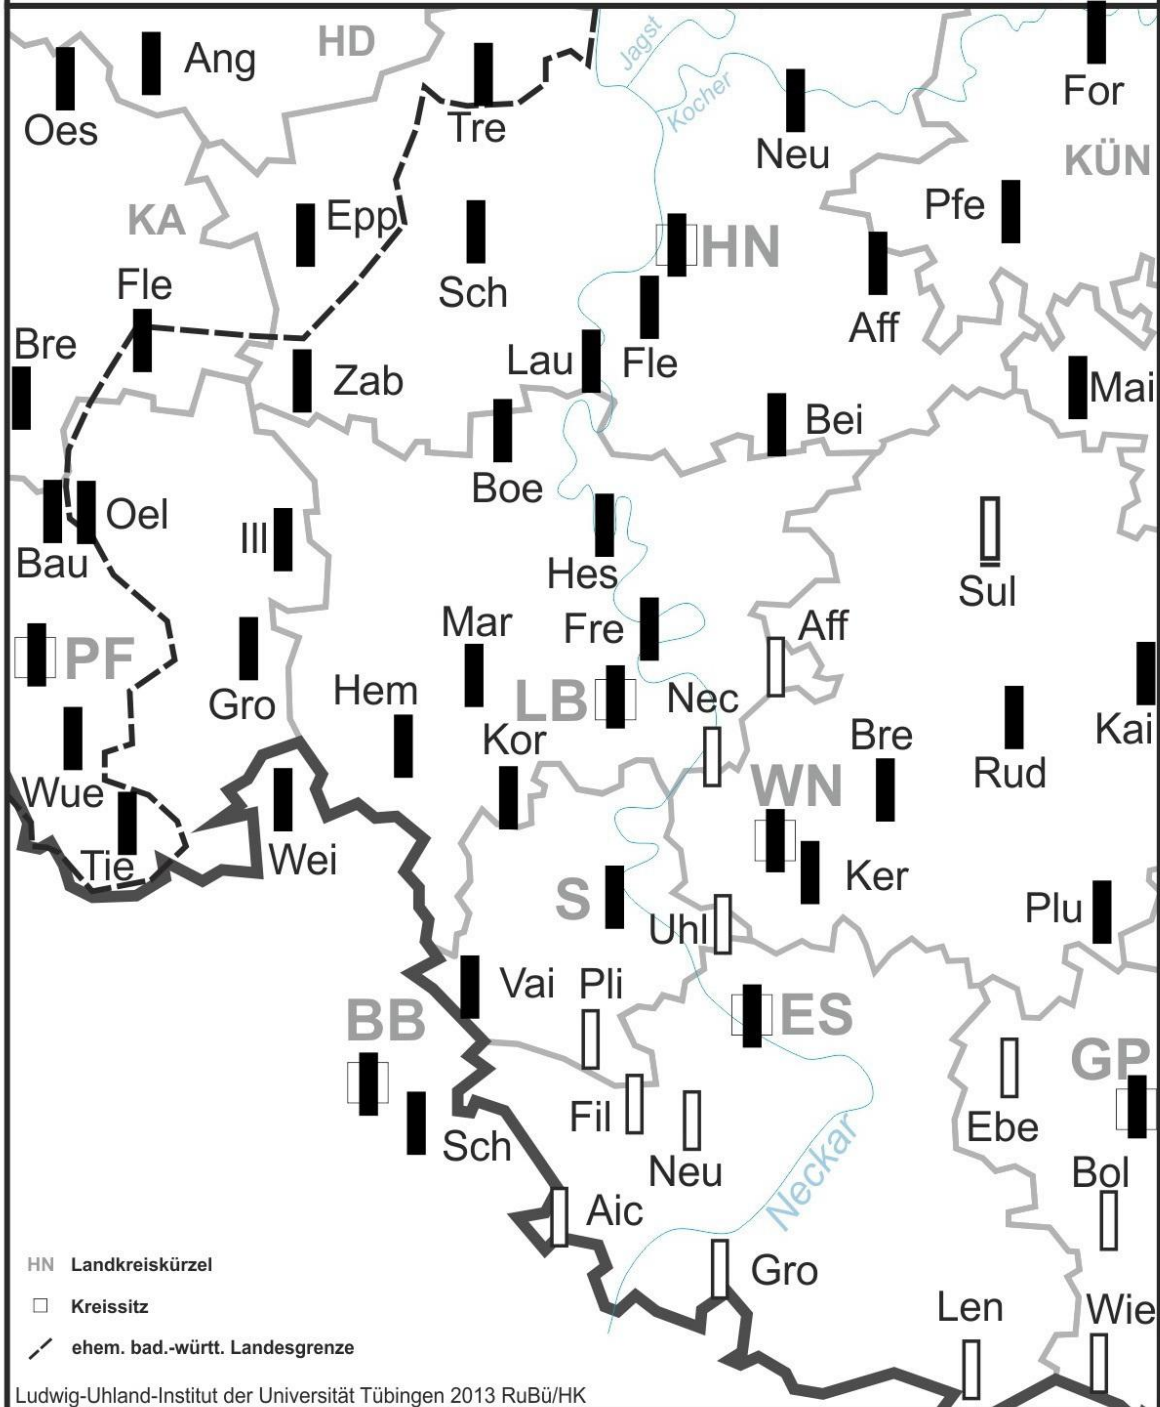 HD
Ang
Oes
Tre
Jagst
Kocher
Neu
For
KÜN
KA
Epp
Sch
HN
Pfe
Aff
Fle
Bre
Zab
Lau
Fle
Mai
Bei
Boe
Oel
Bau
Ill
Hes
Sul
Mar
Fre
Aff
PF
Gro
Hem
LB
Nec
Kor
Bre
Rud
Kai
Wue
WN
Tie
Wei
Ker
S
Uhl
Plu
Vai
Pli
BB
ES
GP
Fil
Ebe
Sch
Neu
Neckar
Bol
Aic
Gro
Len
Wie
HN Landkreiskürzel
Kreissitz
ehem. bad.-württ. Landesgrenze
Ludwig-Uhland-Institut der Universität Tübingen 2013 RuBü/HK